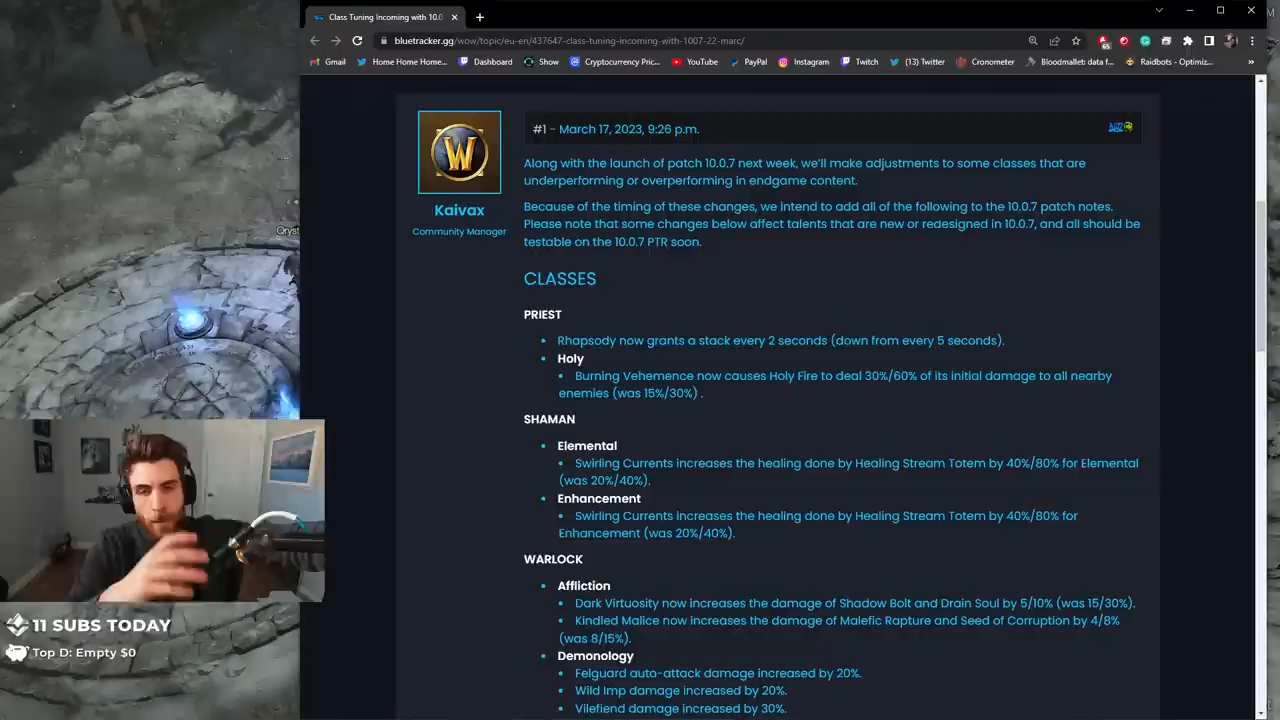 Class Tuning Incoming with 10.0
bluetracker.gg/wow/topic/eu-en/437647-class-tuning-incoming-with-1007-22-marc/
Gmail
Home Home Home...
Dashboard
Show
Cryptocurrency Pric...
YouTube
PayPal
Instagram
Twitch
(13) Twitter
Cronometer
Bloodmallet: data f...
Raidbots - Optimiz...
»
Kaivax
Community Manager
#1 - March 17, 2023, 9:26 p.m.
Along with the launch of patch 10.0.7 next week, we'll make adjustments to some classes that are
underperforming or overperforming in endgame content.
Because of the timing of these changes, we intend to add all of the following to the 10.0.7 patch notes.
Please note that some changes below affect talents that are new or redesigned in 10.0.7, and all should be
testable on the 10.0.7 PTR soon.
CLASSES
PRIEST
• Rhapsody now grants a stack every 2 seconds (down from every 5 seconds).
• Holy
• Burning Vehemence now causes Holy Fire to deal 30%/60% of its initial damage to all nearby
enemies (was 15%/30%) .
SHAMAN
• Elemental
• Swirling Currents increases the healing done by Healing Stream Totem by 40%/80% for Elemental
(was 20%/40%).
• Enhancement
• Swirling Currents increases the healing done by Healing Stream Totem by 40%/80% for
Enhancement (was 20%/40%).
WARLOCK
• Affliction
• Dark Virtuosity now increases the damage of Shadow Bolt and Drain Soul by 5/10% (was 15/30%).
• Kindled Malice now increases the damage of Malefic Rapture and Seed of Corruption by 4/8%
(was 8/15%).
• Demonology
• Felguard auto-attack damage increased by 20%.
• Wild Imp damage increased by 20%.
• Vilefiend damage increased by 30%.
Qryst
11 SUBS TODAY
Top D: Empty $0